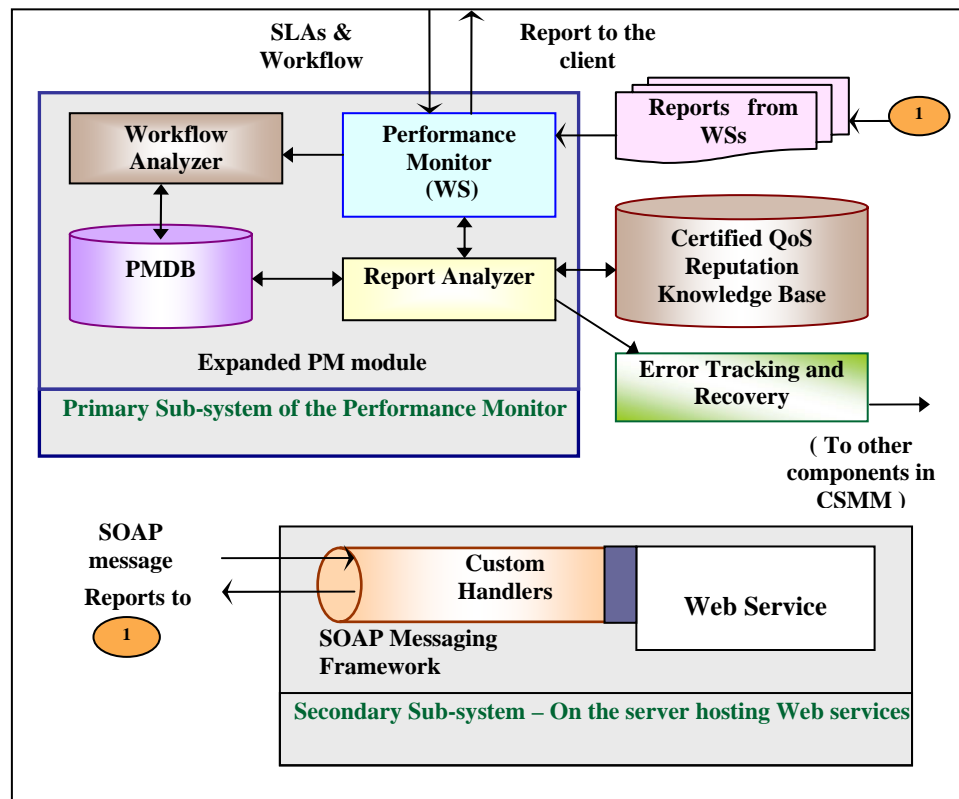 SLAs &
Workflow
Report to the
client
Reports from
WSs
1
Workflow
Analyzer
Performance
Monitor
(WS)
PMDB
Report Analyzer
Certified QoS
Reputation
Knowledge Base
Expanded PM module
Error Tracking and
Recovery
Primary Sub-system of the Performance Monitor
( To other
components in
CSMM )
SOAP
message
Reports to
1
Custom
Handlers
Web Service
SOAP Messaging
Framework
Secondary Sub-system – On the server hosting Web services